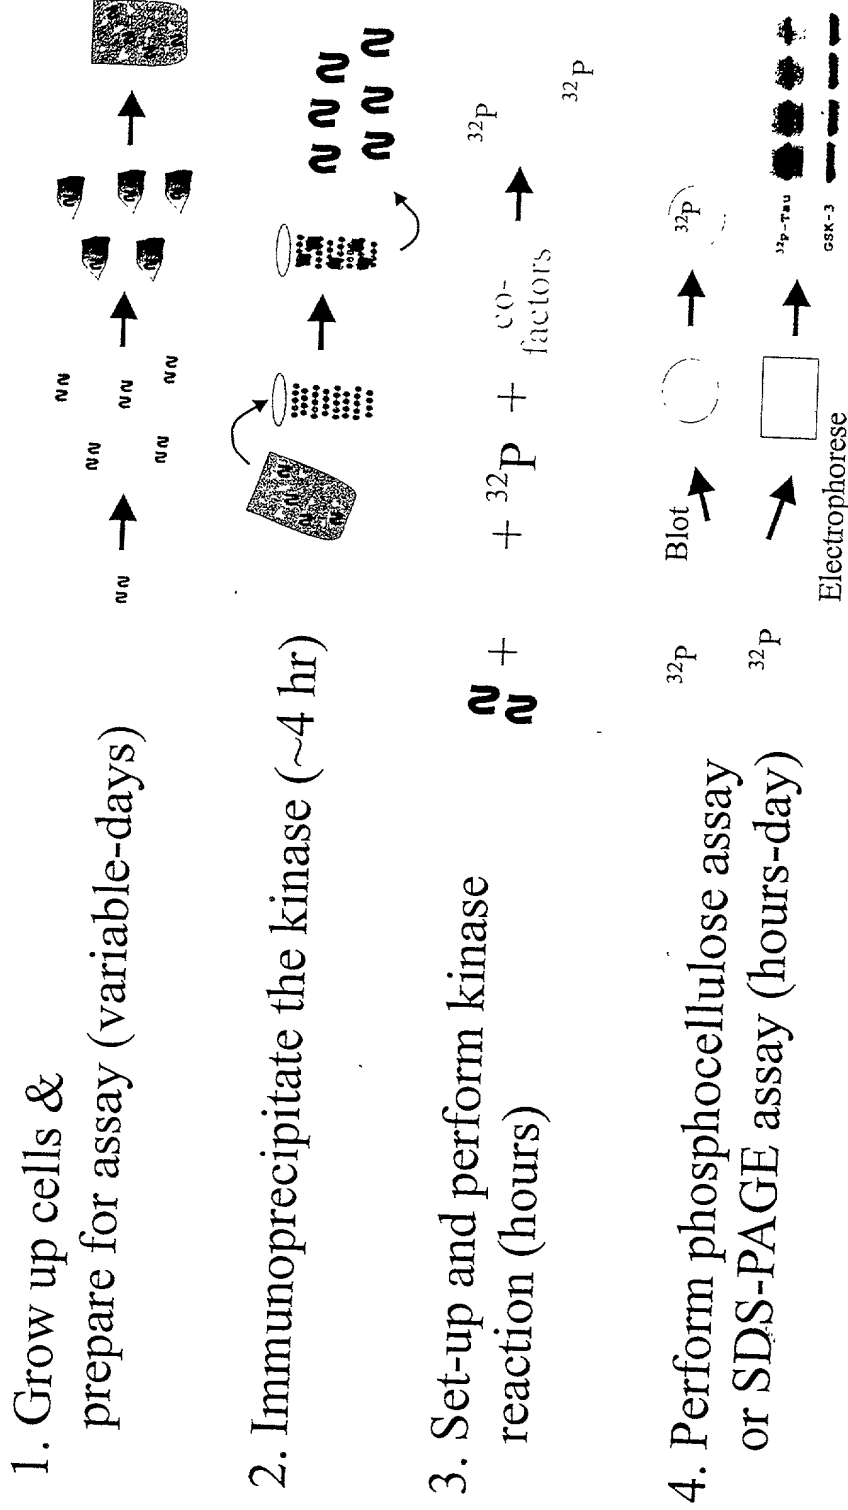 1. Grow up cells &
prepare for assay (variable-days)
2. Immunoprecipitate the kinase (~4 hr)
3. Set-up and perform kinase
reaction (hours)
+ + ³²P + co-
factors
³²P
³²P
4. Perform phosphocellulose assay
or SDS-PAGE assay (hours-day)
³²P
³²P
Blot
Electrophorese
³²P
³²P-Tau
GSK-3